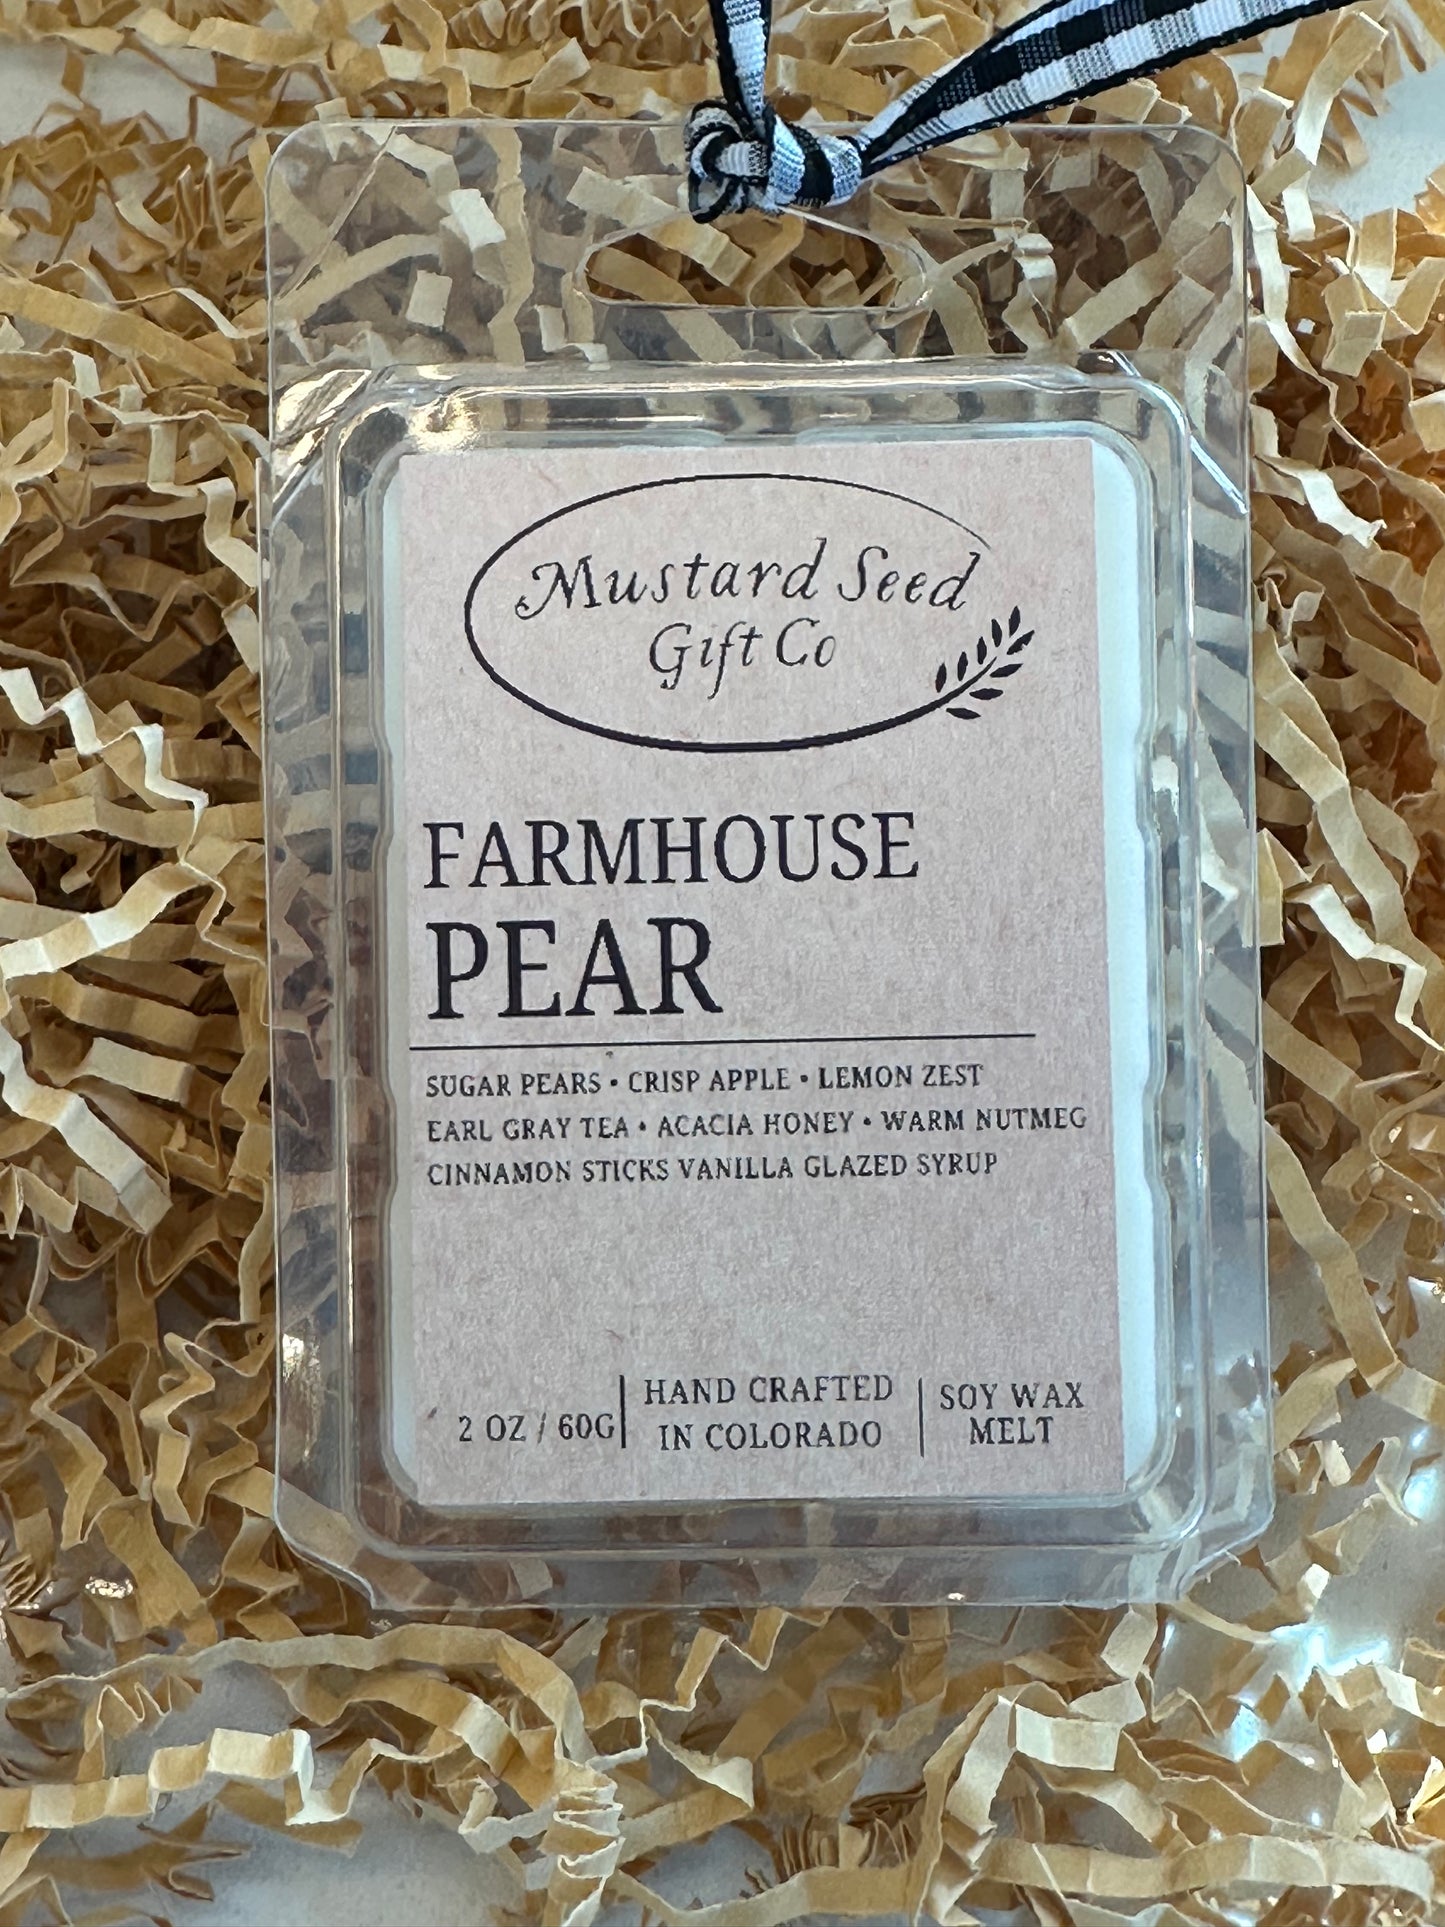 Mustard Seed
Gift Co
FARMHOUSE
PEAR
SUGAR PEARS • CRISP APPLE • LEMON ZEST
EARL GRAY TEA • ACACIA HONEY • WARM NUTMEG
CINNAMON STICKS VANILLA GLAZED SYRUP
2 OZ / 60G
HAND CRAFTED
IN COLORADO
SOY WAX
MELT